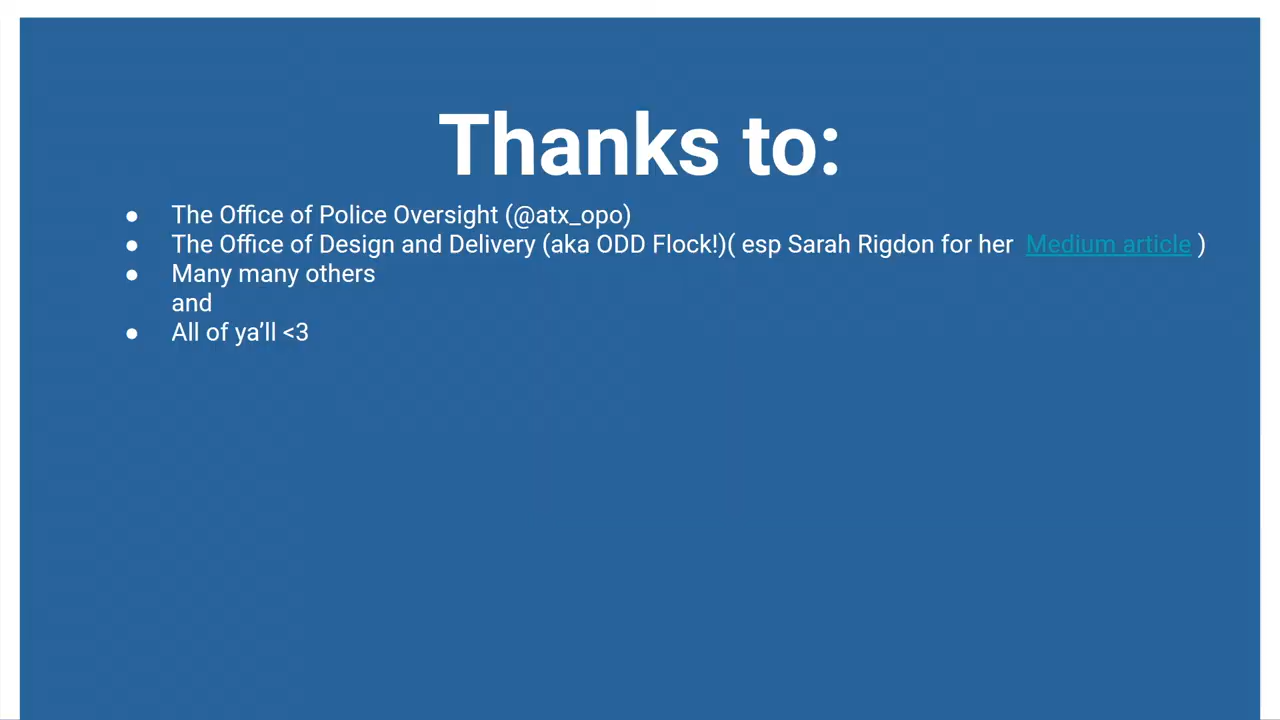 Thanks to:
● The Office of Police Oversight (@atx_opo)
● The Office of Design and Delivery (aka ODD Flock!)( esp Sarah Rigdon for her Medium article )
● Many many others
and
● All of ya’ll <3